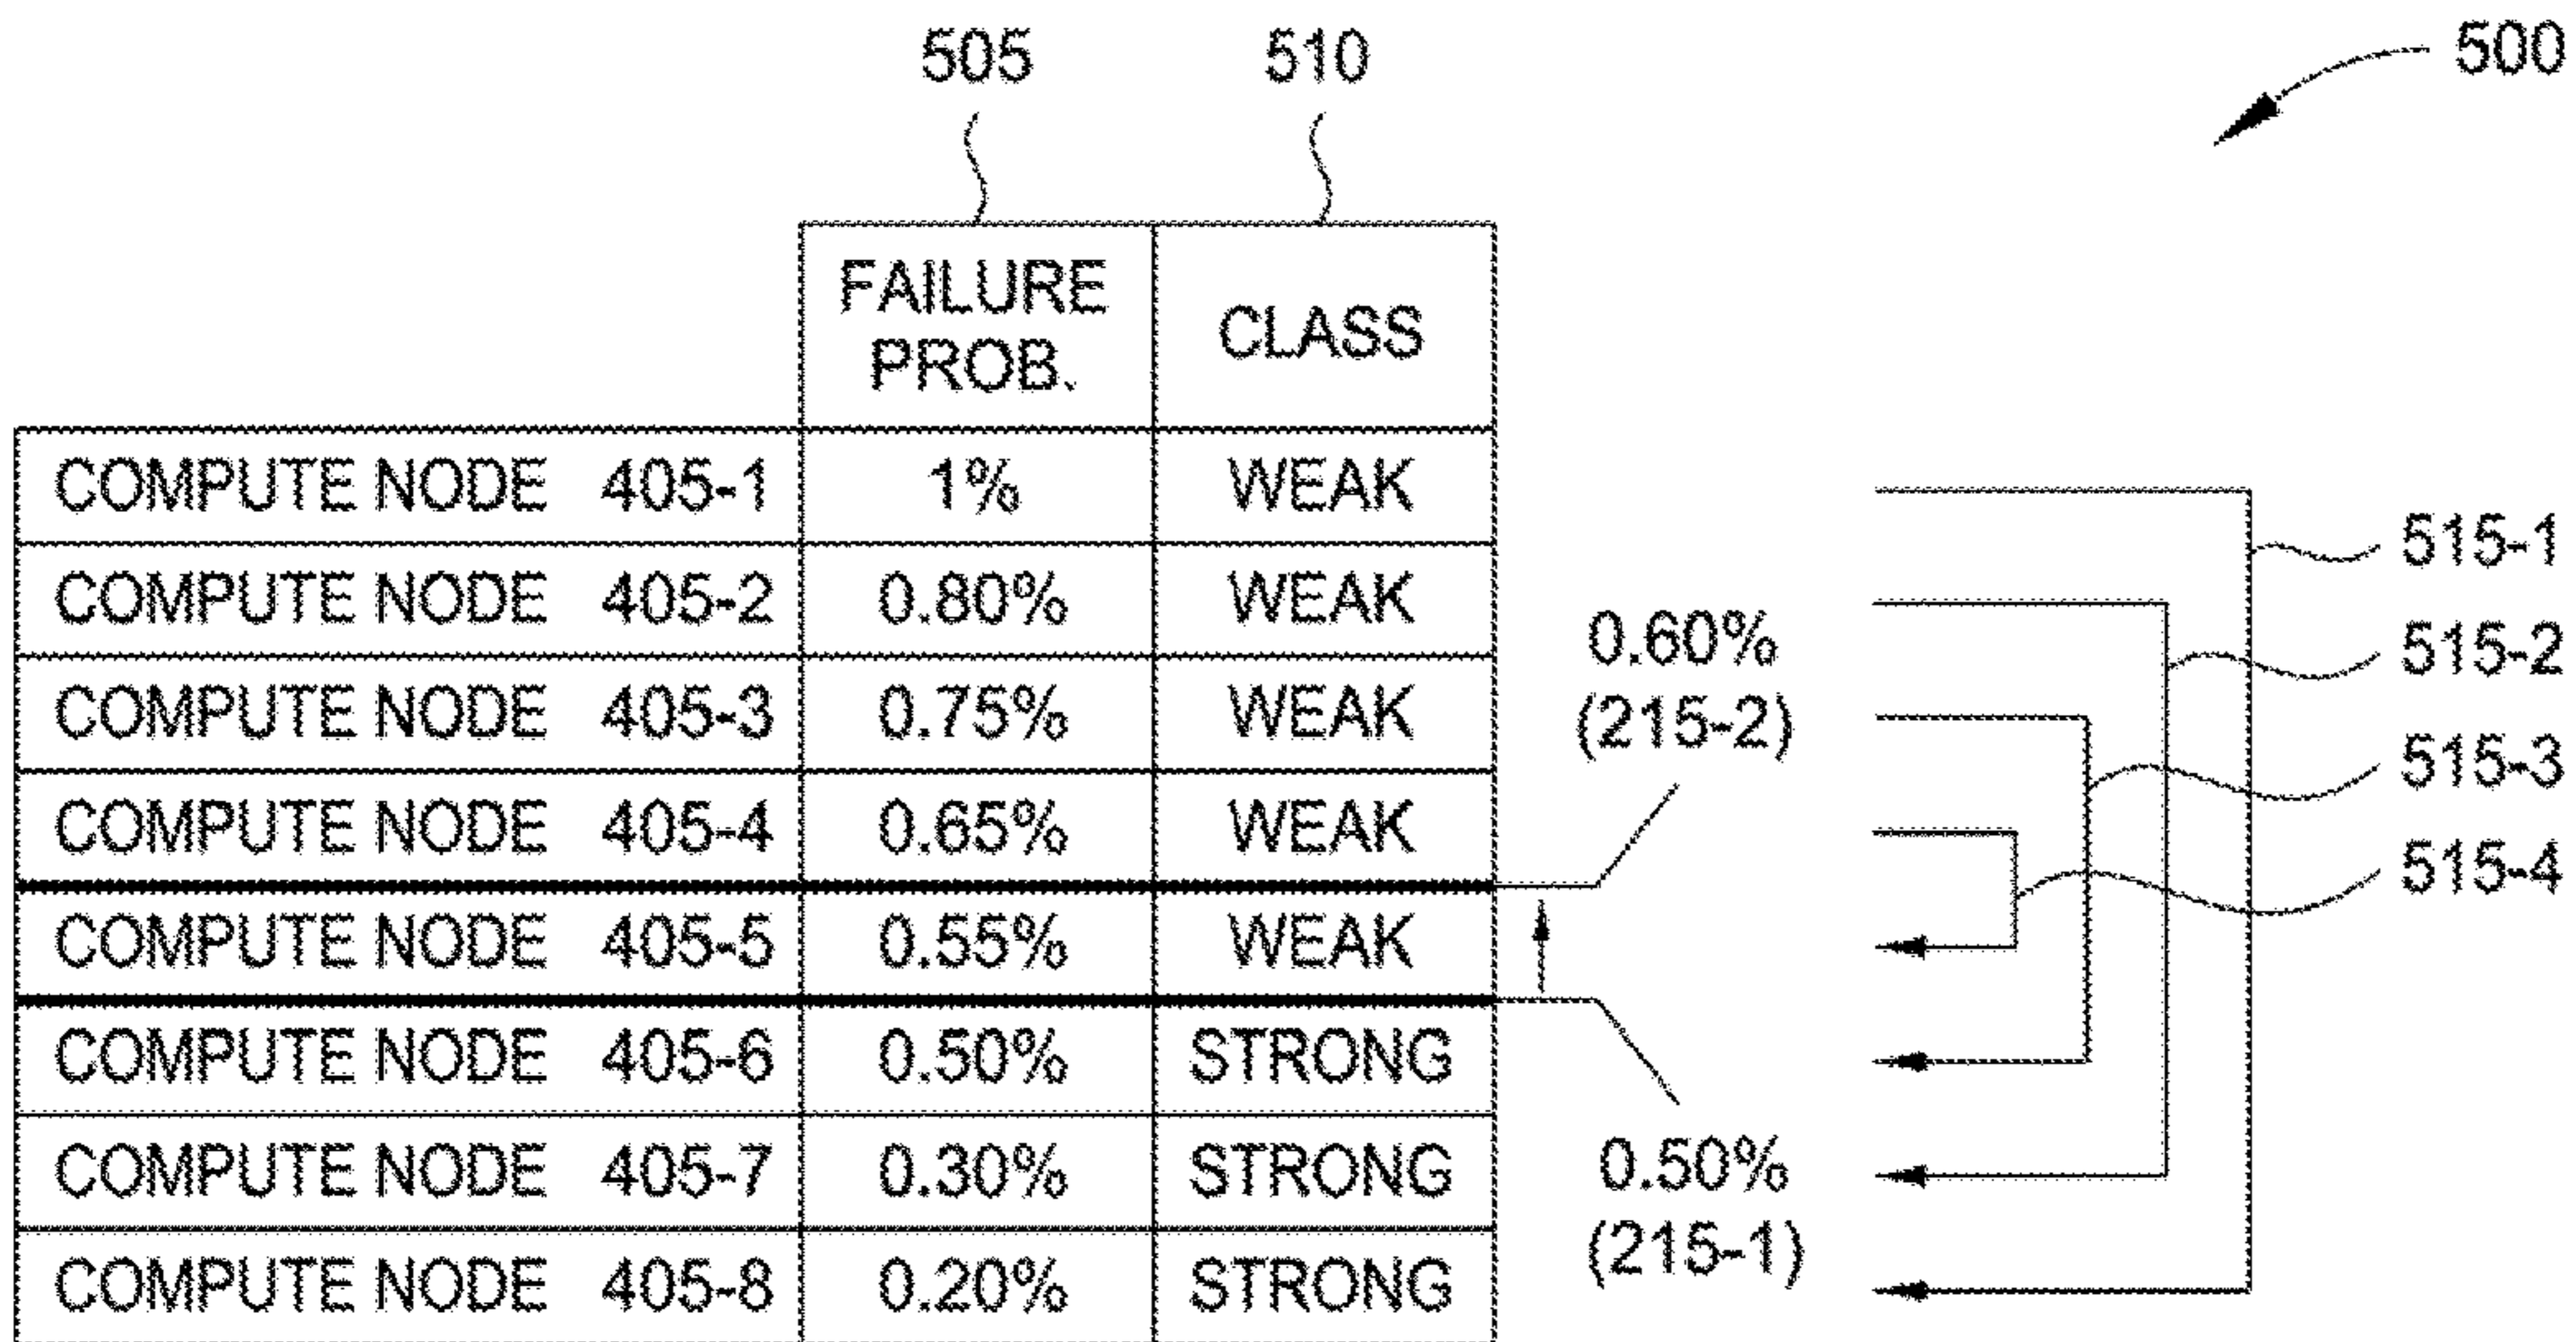 505 510 500
FAILURE PROB. CLASS
COMPUTE NODE 405-1 1% WEAK
COMPUTE NODE 405-2 0.80% WEAK
COMPUTE NODE 405-3 0.75% WEAK
COMPUTE NODE 405-4 0.65% WEAK
COMPUTE NODE 405-5 0.55% WEAK
COMPUTE NODE 405-6 0.50% STRONG
COMPUTE NODE 405-7 0.30% STRONG
COMPUTE NODE 405-8 0.20% STRONG
0.60%
(215-2)
0.50%
(215-1)
515-1
515-2
515-3
515-4